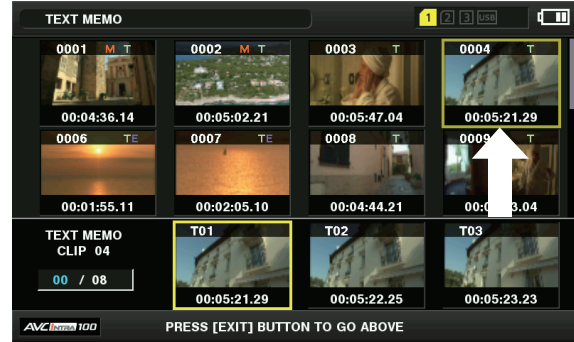 TEXT MEMO
1 2 3 USB
0001 M T
0002 M T
0003 T
0004 T
00:04:36.14
00:05:02.21
00:05:47.04
00:05:21.29
0006 TE
0007 TE
0008 T
0009 T
00:01:55.11
00:02:05.10
00:04:44.21
3.04
TEXT MEMO
CLIP 04
00 / 08
T01
T02
T03
00:05:21.29
00:05:22.25
00:05:23.23
AVC INTRA 100
PRESS [EXIT] BUTTON TO GO ABOVE